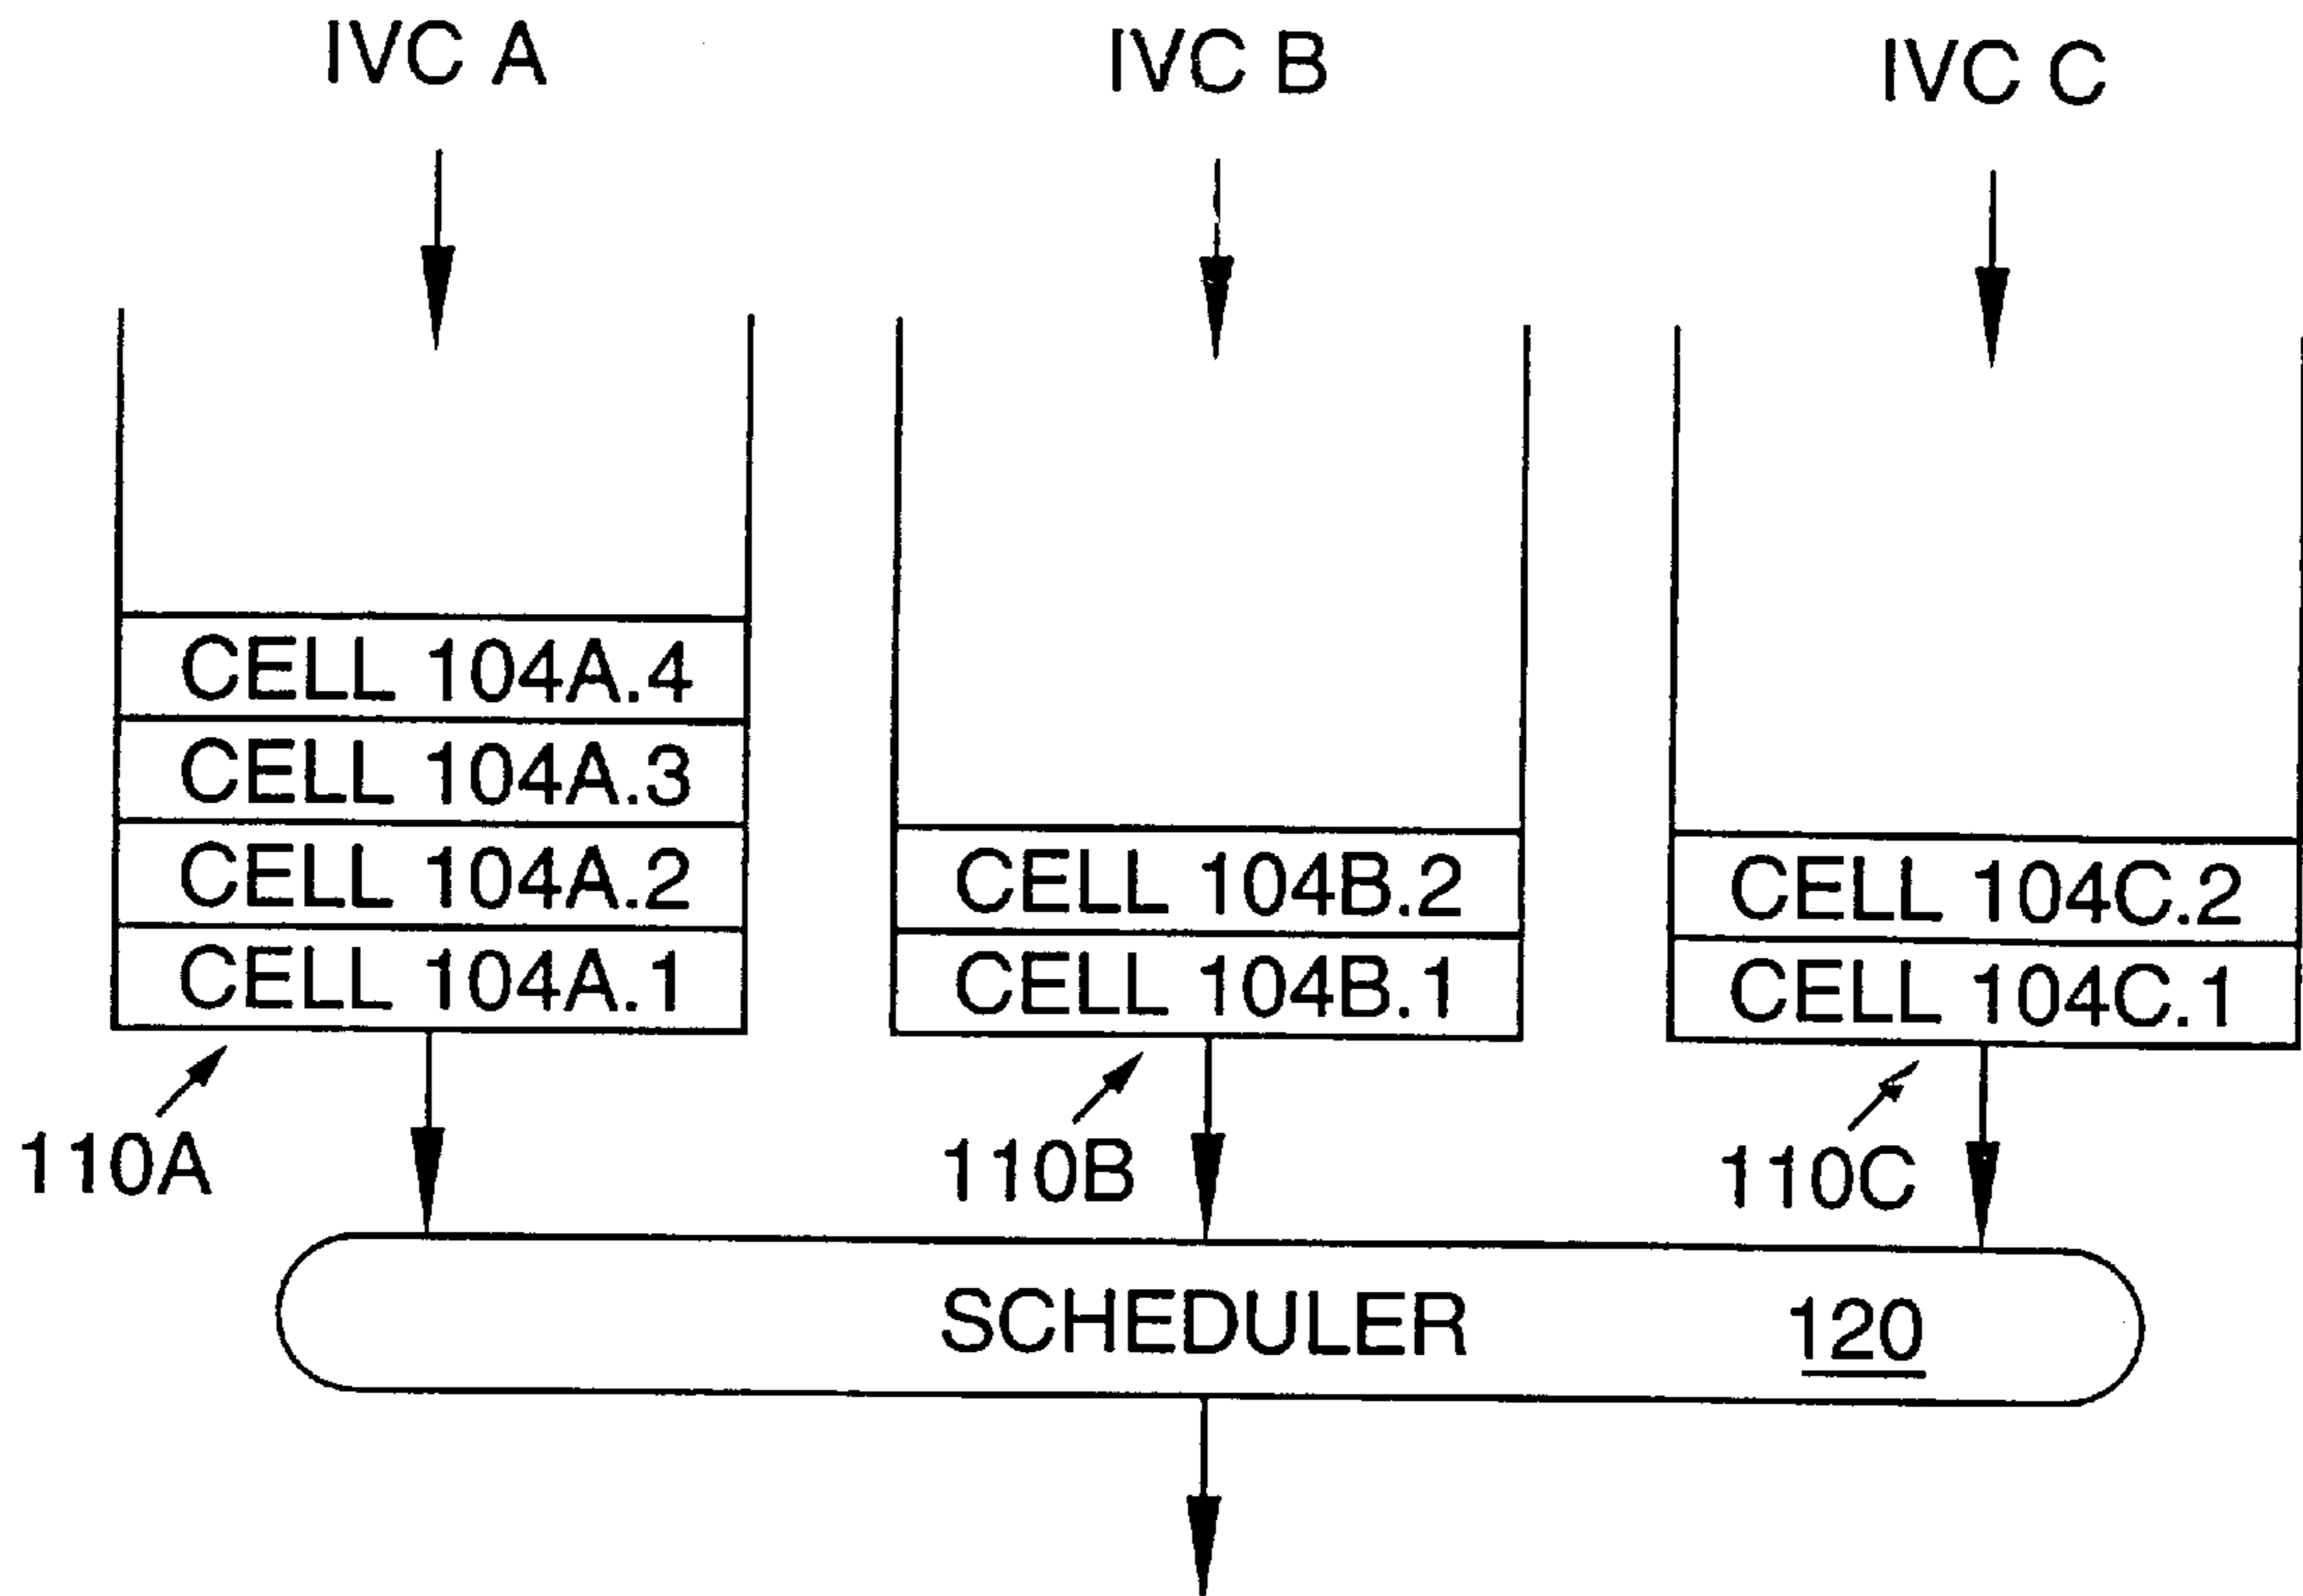 IVC A
IVC B
IVC C
CELL 104A.4
CELL 104A.3
CELL 104A.2
CELL 104A.1
CELL 104B.2
CELL 104B.1
CELL 104C.2
CELL 104C.1
110A
110B
110C
SCHEDULER 120